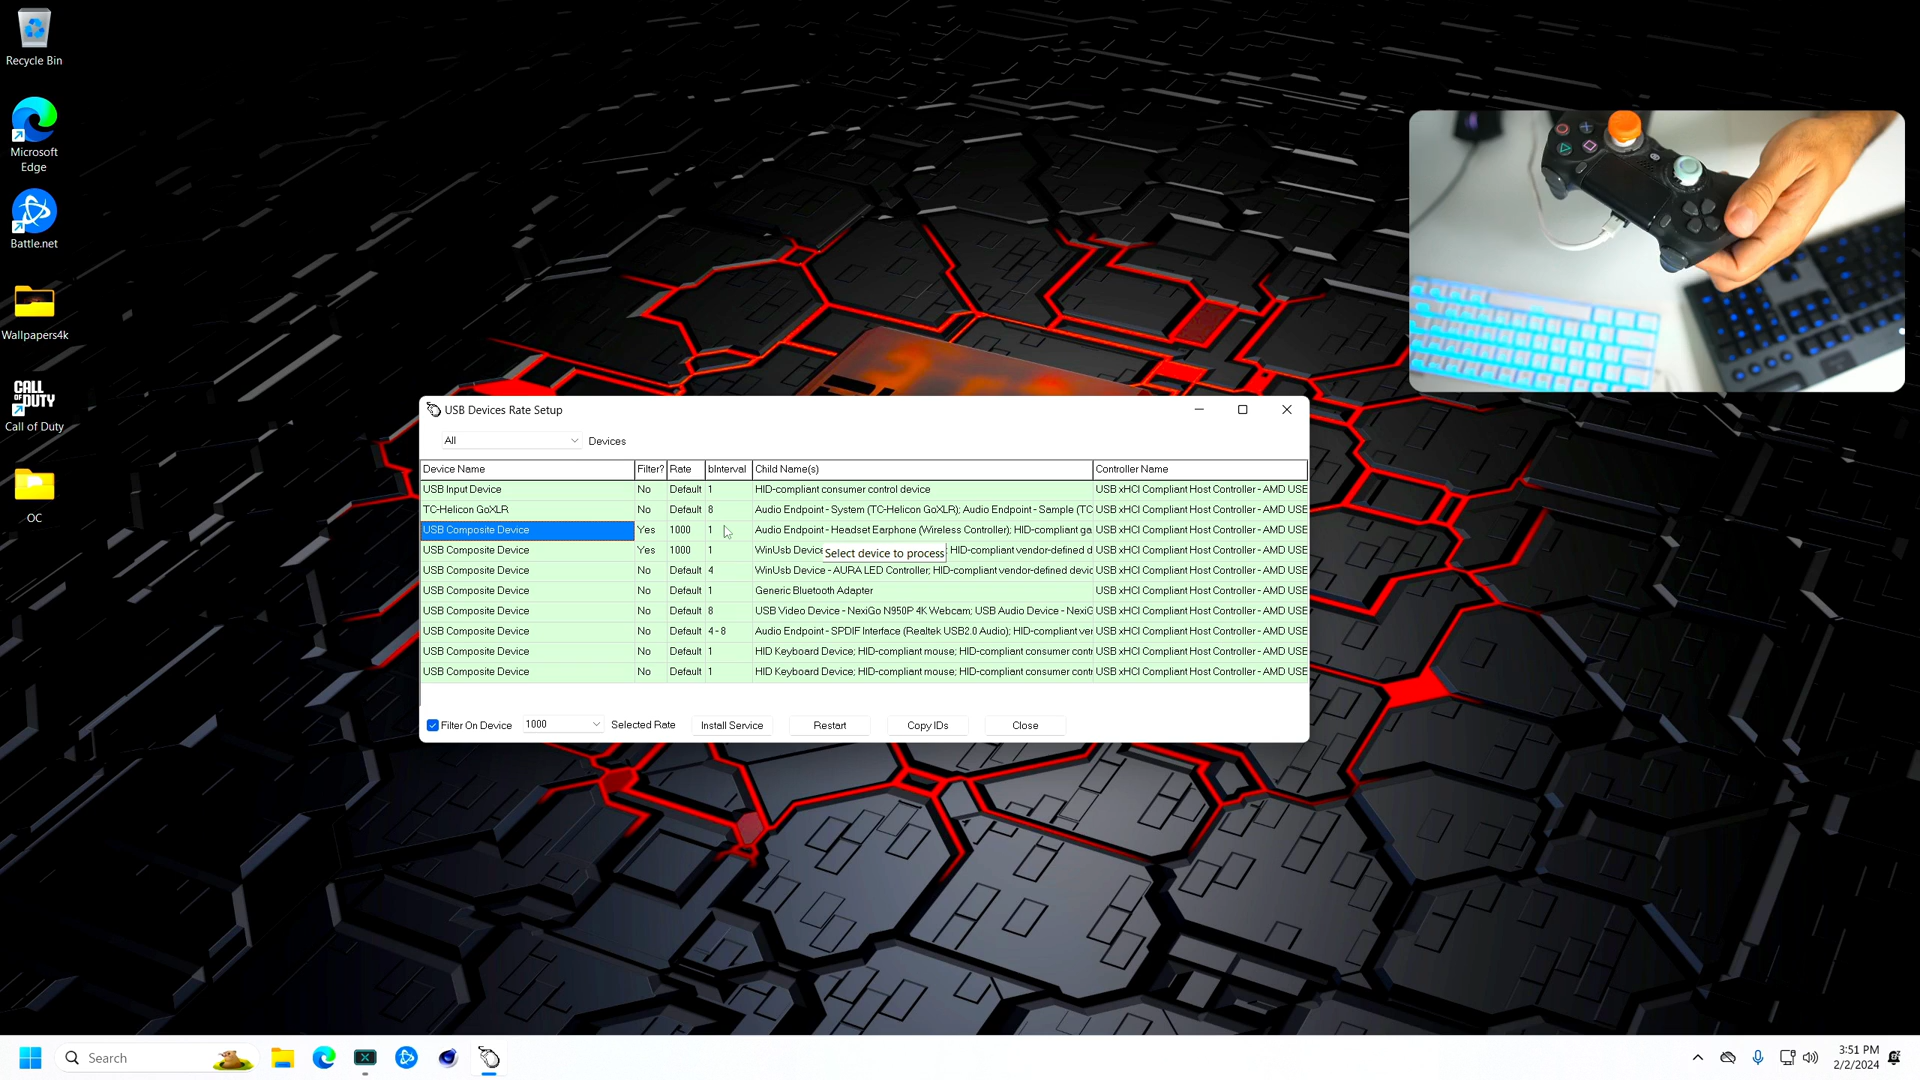 Recycle Bin
Microsoft
Edge
Battle.net
Wallpapers4k
CALL
OF DUTY
Call of Duty
OC
USB Devices Rate Setup
All Devices
Device Name Filter? Rate bInterval Child Name(s) Controller Name
USB Input Device No Default 1 HID-compliant consumer control device USB xHCI Compliant Host Controller - AMD USE
TC-Helicon GoXLR No Default 8 Audio Endpoint - System (TC-Helicon GoXLR); Audio Endpoint - Sample (TC USB xHCI Compliant Host Controller - AMD USE
USB Composite Device Yes 1000 1 Audio Endpoint - Headset Earphone (Wireless Controller); HID-compliant ga USB xHCI Compliant Host Controller - AMD USE
USB Composite Device Yes 1000 1 WinUsb Device HID-compliant vendor-defined d USB xHCI Compliant Host Controller - AMD USE
Select device to process
USB Composite Device No Default 4 WinUsb Device - AURA LED Controller; HID-compliant vendor-defined devic USB xHCI Compliant Host Controller - AMD USE
USB Composite Device No Default 1 Generic Bluetooth Adapter USB xHCI Compliant Host Controller - AMD USE
USB Composite Device No Default 8 USB Video Device - NexiGo N950P 4K Webcam; USB Audio Device - NexiG USB xHCI Compliant Host Controller - AMD USE
USB Composite Device No Default 4 - 8 Audio Endpoint - SPDIF Interface (Realtek USB2.0 Audio); HID-compliant ver USB xHCI Compliant Host Controller - AMD USE
USB Composite Device No Default 1 HID Keyboard Device; HID-compliant mouse; HID-compliant consumer contr USB xHCI Compliant Host Controller - AMD USE
USB Composite Device No Default 1 HID Keyboard Device; HID-compliant mouse; HID-compliant consumer contr USB xHCI Compliant Host Controller - AMD USE
Filter On Device 1000 Selected Rate Install Service Restart Copy IDs Close
Search
3:51 PM
2/2/2024